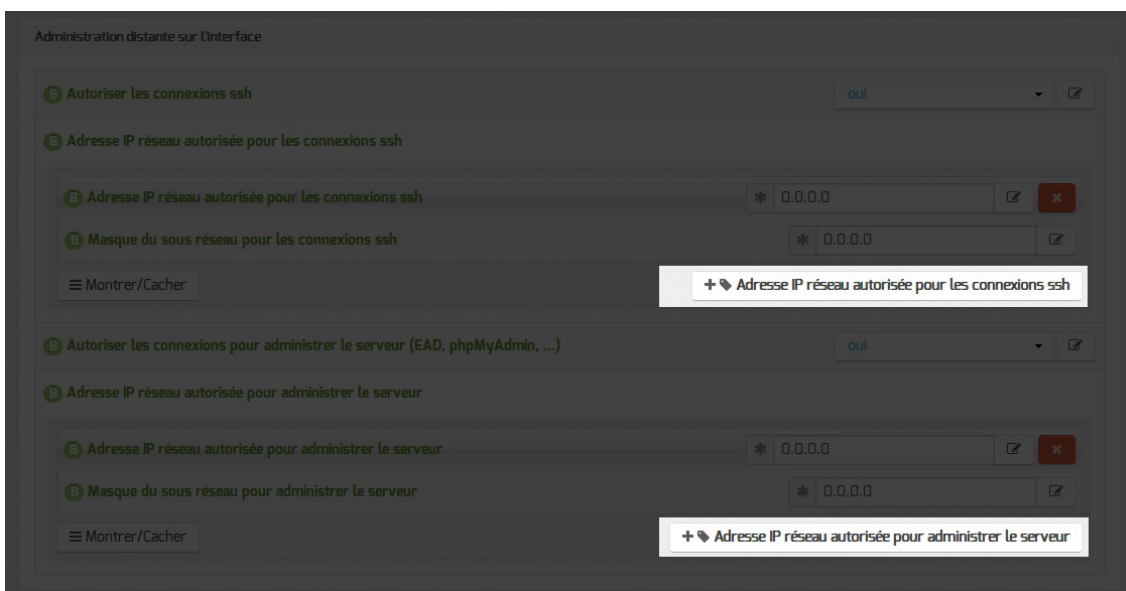 Administration distante sur l'interface
B Autoriser les connexions ssh oui
B Adresse IP réseau autorisée pour les connexions ssh
B Adresse IP réseau autorisée pour les connexions ssh 0.0.0.0
B Masque du sous réseau pour les connexions ssh 0.0.0.0
Montrer/Cacher + Adresse IP réseau autorisée pour les connexions ssh
B Autoriser les connexions pour administrer le serveur (EAD, phpMyAdmin, ...) oui
B Adresse IP réseau autorisée pour administrer le serveur
B Adresse IP réseau autorisée pour administrer le serveur 0.0.0.0
B Masque du sous réseau pour administrer le serveur 0.0.0.0
Montrer/Cacher + Adresse IP réseau autorisée pour administrer le serveur